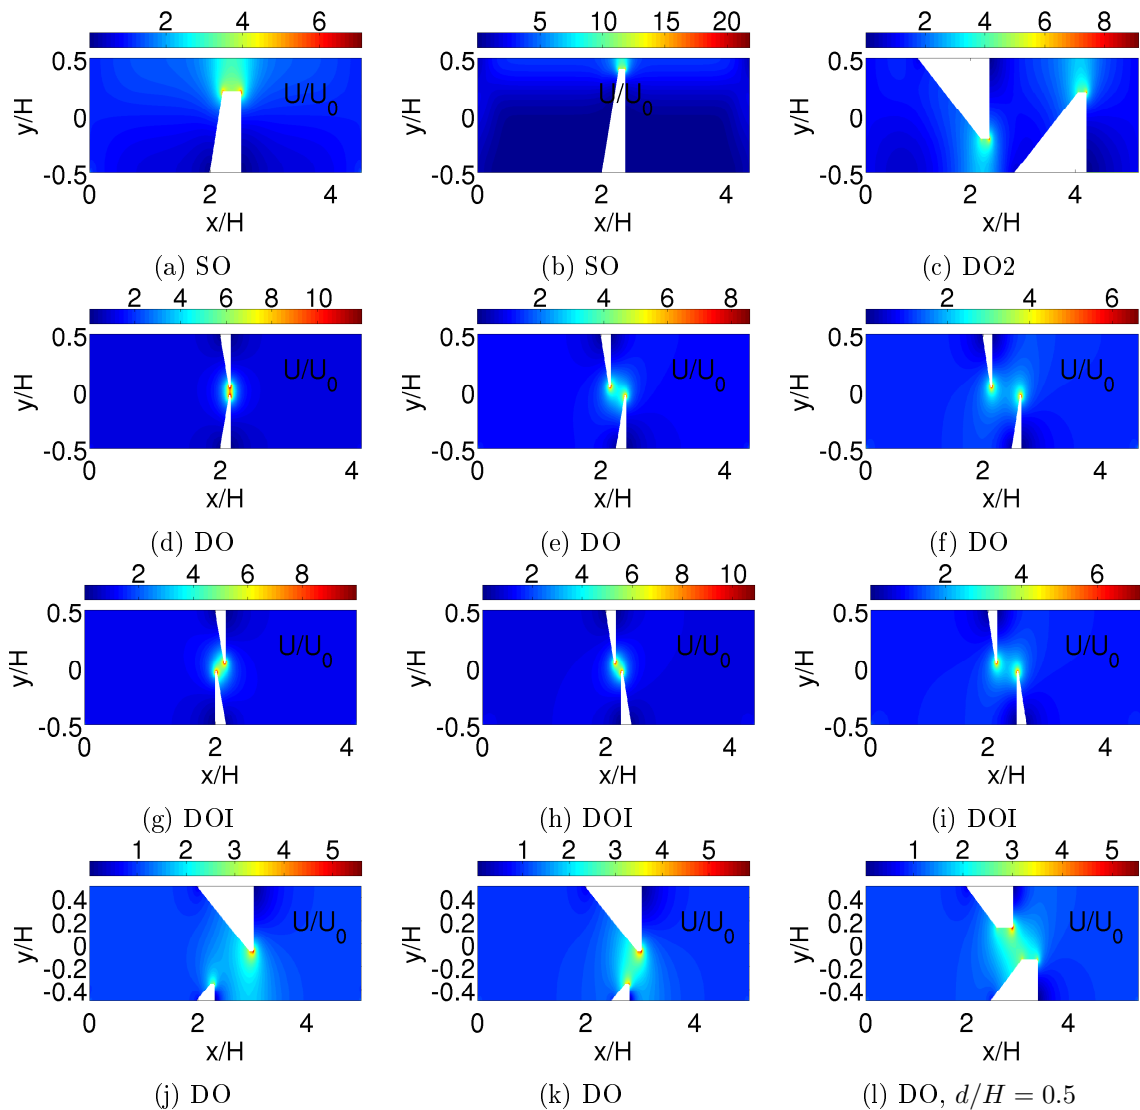 2 4 6
5 10 15 20
2 4 6 8
0.5
0
-0.5
y/H
U/U0
0 2 4
x/H
0.5
0
-0.5
y/H
U/U0
0 2 4
x/H
0.5
0
-0.5
y/H
0 2 4
x/H
(a) SO
(b) SO
(c) DO2
2 4 6 8 10
2 4 6 8
2 4 6
0.5
0
-0.5
y/H
U/U0
0 2 4
x/H
0.5
0
-0.5
y/H
U/U0
0 2 4
x/H
0.5
0
-0.5
y/H
U/U0
0 2 4
x/H
(d) DO
(e) DO
(f) DO
2 4 6 8
2 4 6 8 10
2 4 6
0.5
0
-0.5
y/H
U/U0
0 2 4
x/H
0.5
0
-0.5
y/H
U/U0
0 2 4
x/H
0.5
0
-0.5
y/H
U/U0
0 2 4
x/H
(g) DOI
(h) DOI
(i) DOI
1 2 3 4 5
1 2 3 4 5
1 2 3 4 5
0.4
0.2
0
-0.2
-0.4
y/H
U/U0
0 2 4
x/H
0.4
0.2
0
-0.2
-0.4
y/H
U/U0
0 2 4
x/H
0.4
0.2
0
-0.2
-0.4
y/H
U/U0
0 2 4
x/H
(j) DO
(k) DO
(l) DO, d/H = 0.5